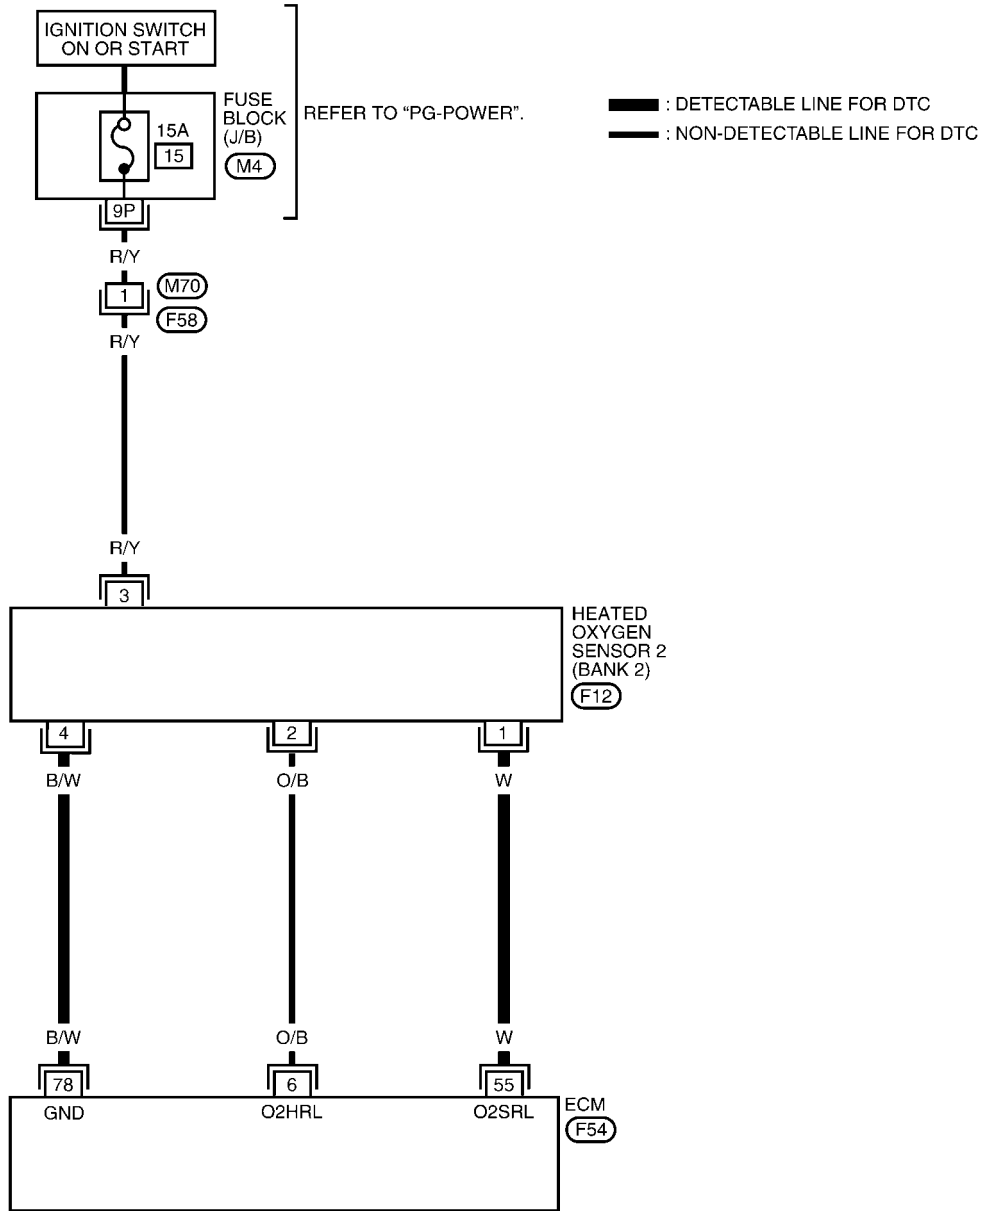 IGNITION SWITCH
ON OR START
FUSE
BLOCK
(J/B)
M4
15A
15
9P
REFER TO “PG-POWER”.
: DETECTABLE LINE FOR DTC
: NON-DETECTABLE LINE FOR DTC
R/Y
1
M70
F58
R/Y
R/Y
3
HEATED
OXYGEN
SENSOR 2
(BANK 2)
F12
4 2 1
B/W O/B W
B/W O/B W
78 6 55
GND O2HRL O2SRL
ECM
F54